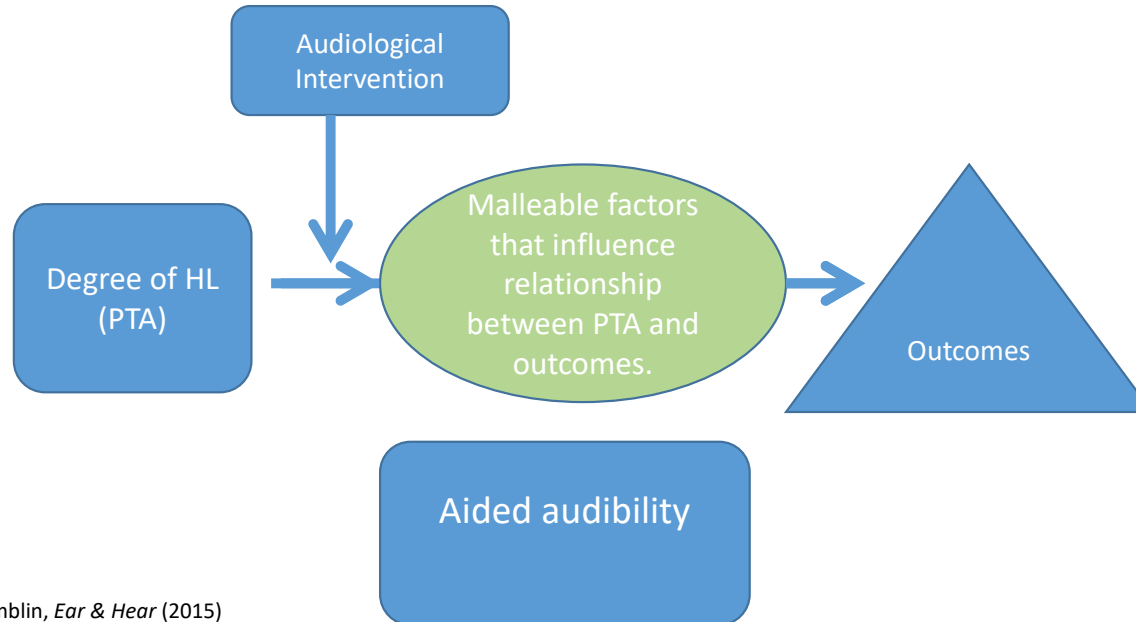 Audiological
Intervention
Degree of HL
(PTA)
Malleable factors
that influence
relationship
between PTA and
outcomes.
Outcomes
Aided audibility
mblin, Ear & Hear (2015)